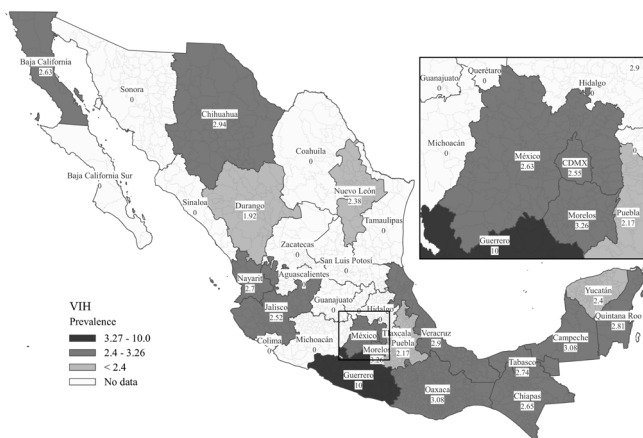 Baja California
2.63
Sonora
0
Chihuahua
2.94
Coahuila
0
Baja California Sur
0
Sinaloa
0
Durango
1.92
Nuevo León
2.38
Tamaulipas
0
Zacatecas
0
San Luis Potosí
0
Nayarit
2.7
Aguascalientes
0
Jalisco
2.52
Guanajuato
0
Hidalgo
0
Colima
0
Michoacán
0
México
Morelos
3.26
Tlaxcala
Puebla
2.17
Veracruz
2.9
Guerrero
10
Oaxaca
3.08
Tabasco
2.74
Chiapas
2.65
Campeche
3.08
Yucatán
2.4
Quintana Roo
2.81
Querétaro
0
Guanajuato
0
Hidalgo
0
2.9
Michoacán
0
México
2.63
CDMX
2.55
0
Morelos
3.26
Puebla
2.17
Guerrero
10
VIH
Prevalence
3.27 - 10.0
2.4 - 3.26
< 2.4
No data